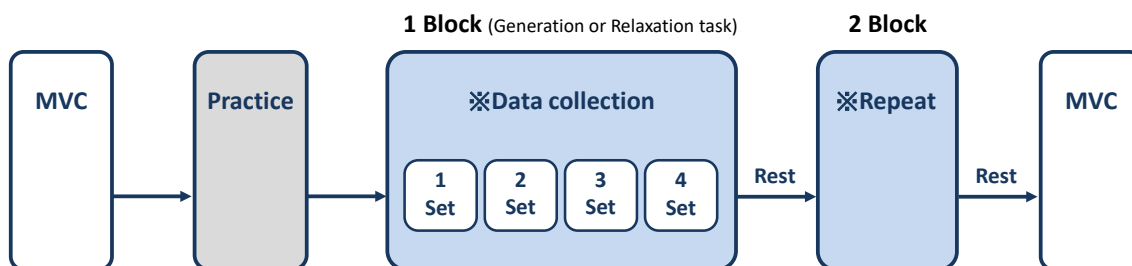 1 Block (Generation or Relaxation task)
2 Block
MVC
Practice
※Data collection
※Repeat
MVC
1
Set
2
Set
3
Set
4
Set
Rest
Rest